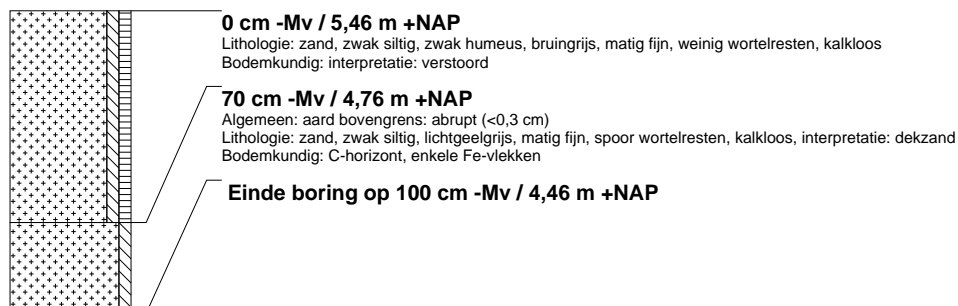 0 cm -Mv / 5,46 m +NAP
Lithologie: zand, zwak siltig, zwak humeus, bruingrijs, matig fijn, weinig wortelresten, kalkloos
Bodemkundig: interpretatie: verstoord
70 cm -Mv / 4,76 m +NAP
Algemeen: aard bovengrens: abrupt (<0,3 cm)
Lithologie: zand, zwak siltig, lichtgeelgrijs, matig fijn, spoor wortelresten, kalkloos, interpretatie: dekzand
Bodemkundig: C-horizont, enkele Fe-vlekken
Einde boring op 100 cm -Mv / 4,46 m +NAP